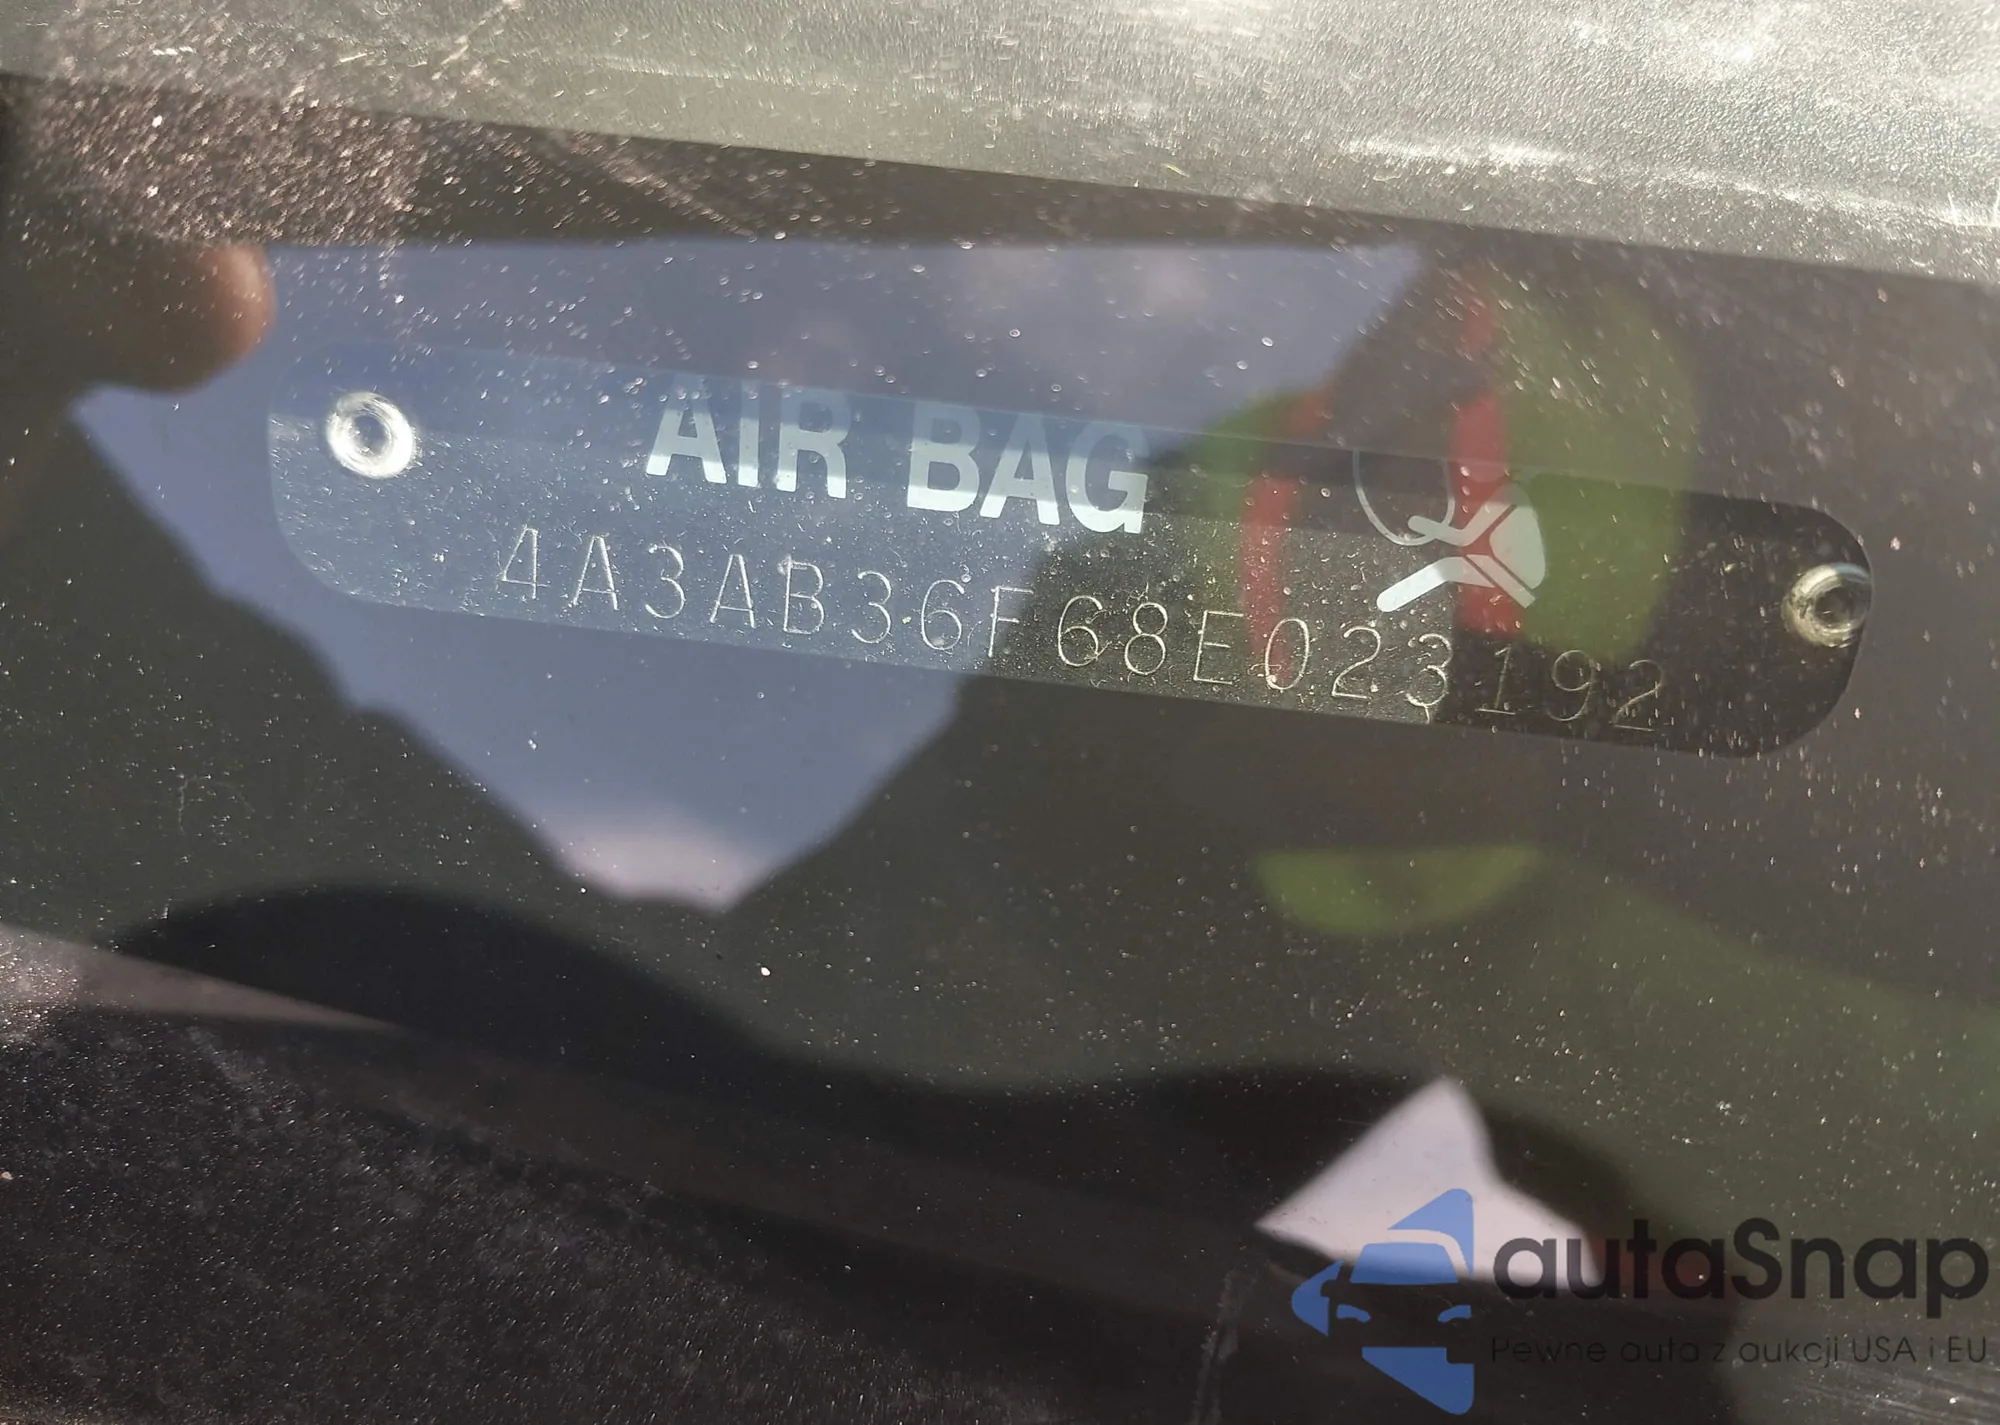 AIR BAG
4A3AB36F68E023192
autaSnap
Pewne auta z aukcji USA i EU